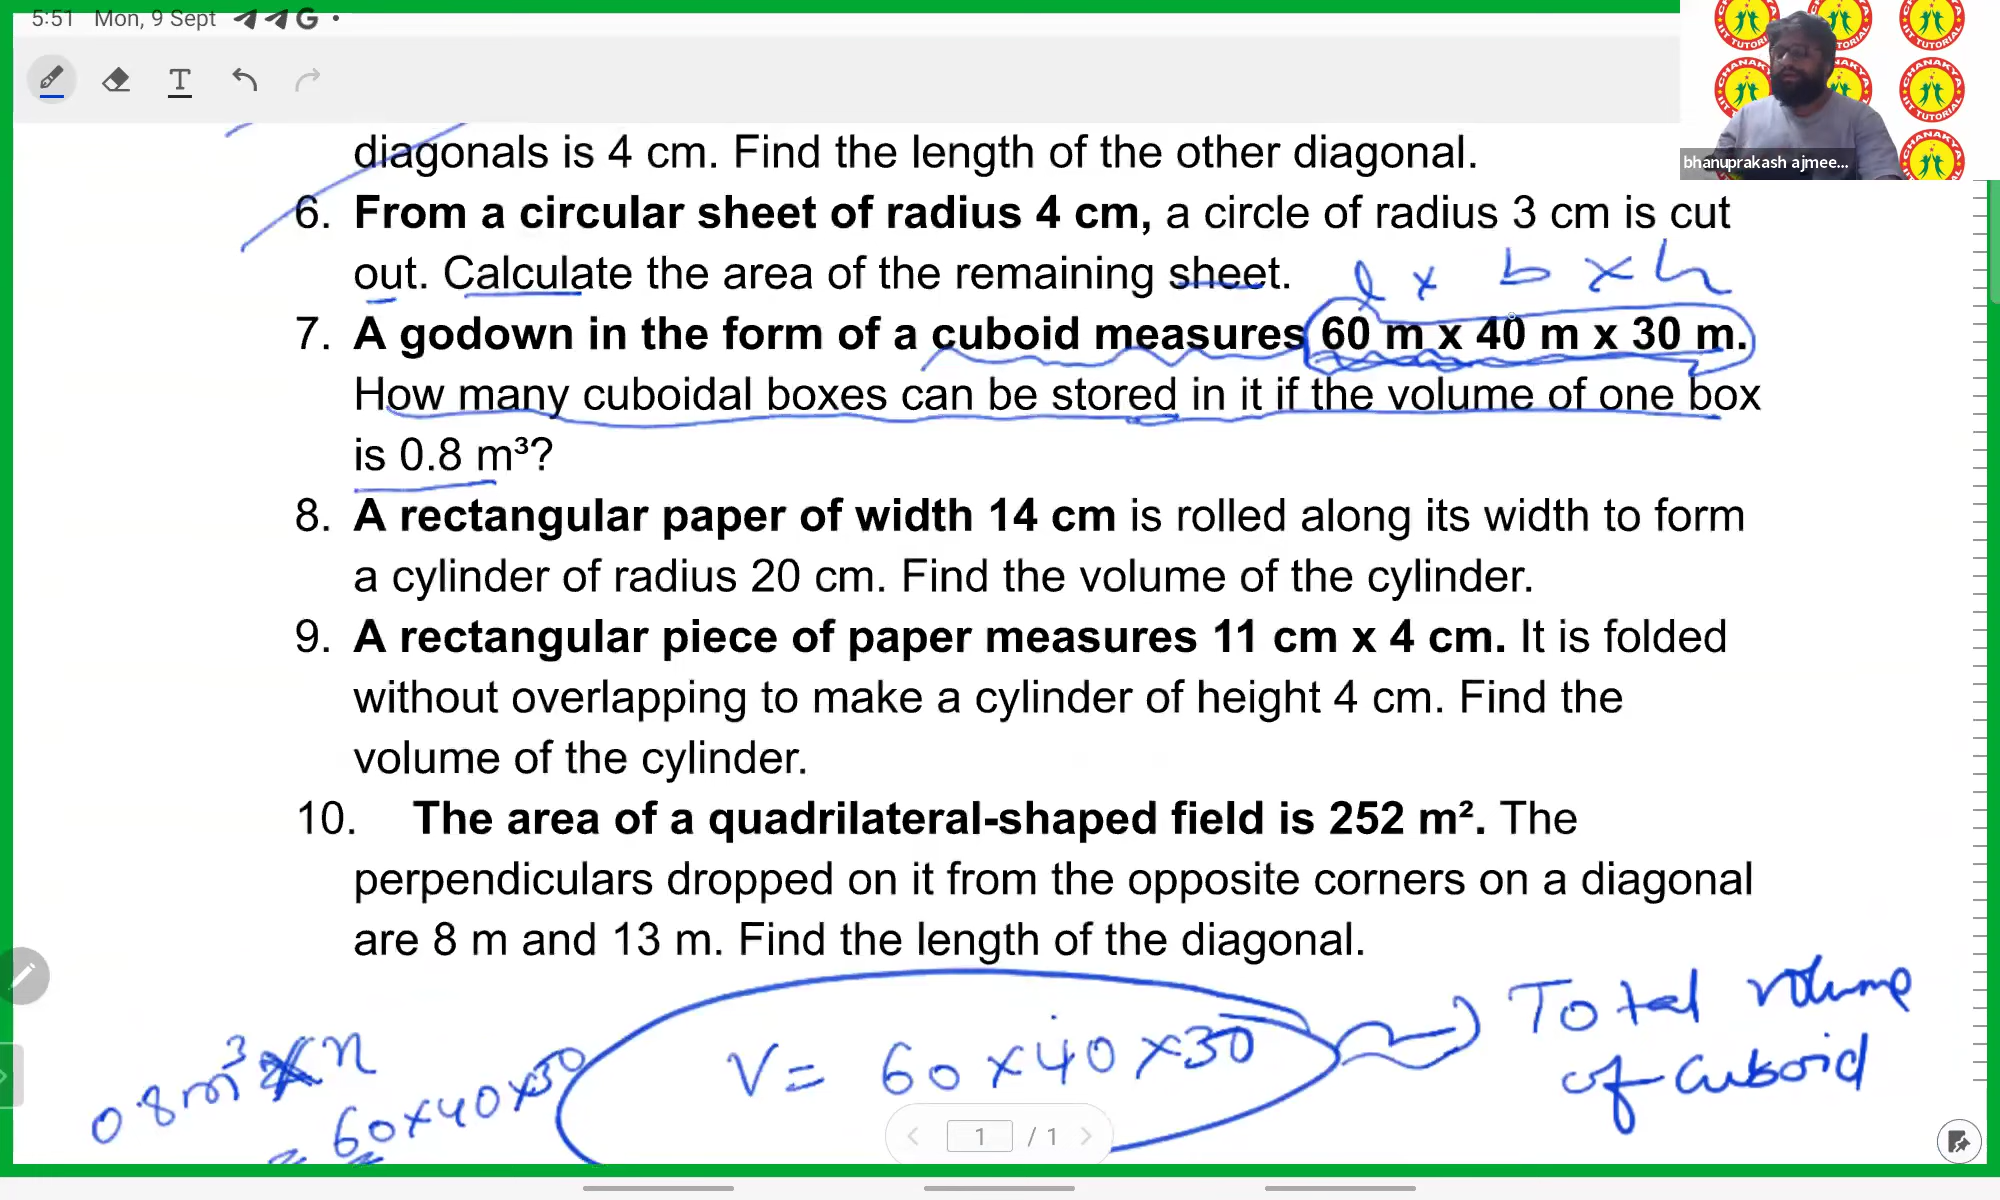 5:51 Mon, 9 Sept
bhanuprakash ajmee...
diagonals is 4 cm. Find the length of the other diagonal.
6. From a circular sheet of radius 4 cm, a circle of radius 3 cm is cut
out. Calculate the area of the remaining sheet.
l x b x h
7. A godown in the form of a cuboid measures 60 m x 40 m x 30 m.
How many cuboidal boxes can be stored in it if the volume of one box
is 0.8 m³?
8. A rectangular paper of width 14 cm is rolled along its width to form
a cylinder of radius 20 cm. Find the volume of the cylinder.
9. A rectangular piece of paper measures 11 cm x 4 cm. It is folded
without overlapping to make a cylinder of height 4 cm. Find the
volume of the cylinder.
10. The area of a quadrilateral-shaped field is 252 m². The
perpendiculars dropped on it from the opposite corners on a diagonal
are 8 m and 13 m. Find the length of the diagonal.
V = 60 x 40 x 30
Total volume
of cuboid
0.8 m³ x n
= 60 x 40 x 30
1 / 1